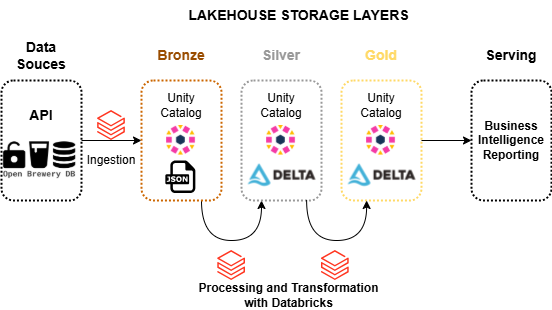 LAKEHOUSE STORAGE LAYERS
Data
Souces
Bronze
Silver
Gold
Serving
API
Open Brewery DB
Ingestion
Unity
Catalog
JSON
Unity
Catalog
DELTA
Unity
Catalog
DELTA
Business
Intelligence
Reporting
Processing and Transformation
with Databricks